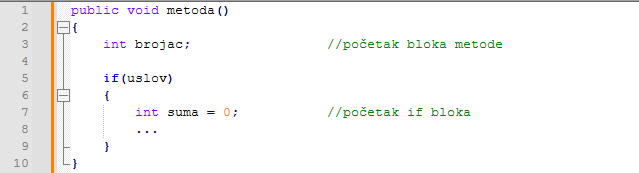 1 public void metoda()
2 {
3 int brojac; //početak bloka metode
4
5 if(uslov)
6 {
7 int suma = 0; //početak if bloka
8 ...
9 }
10 }